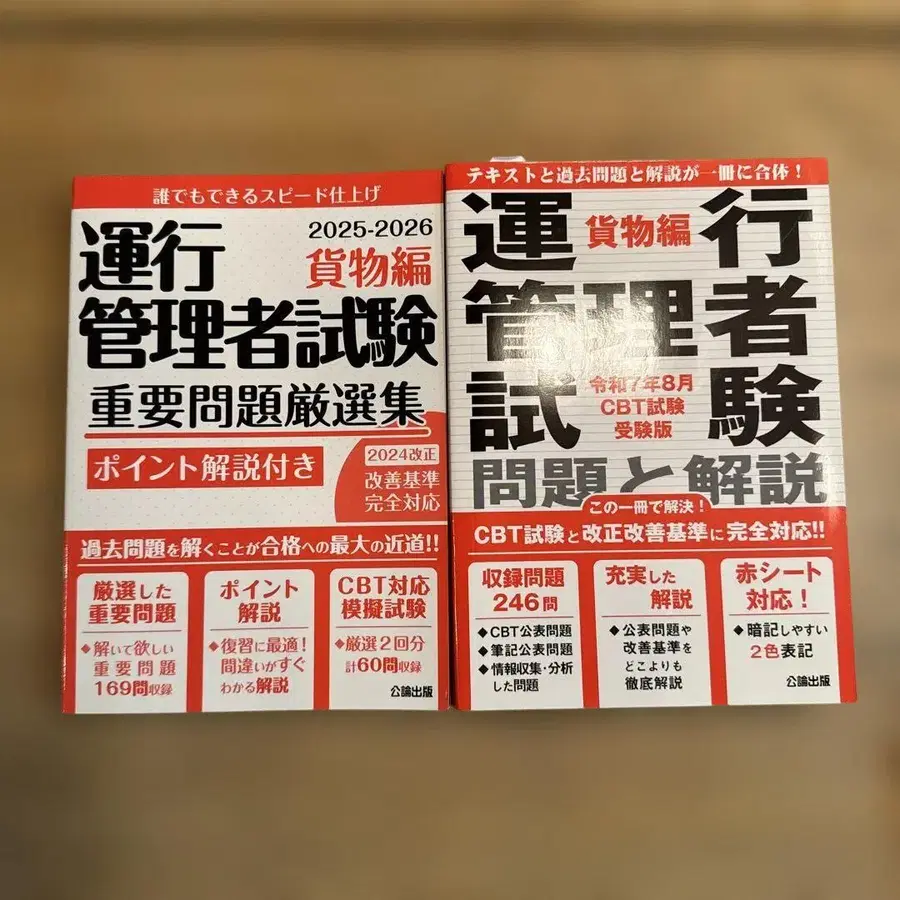 誰でもできるスピード仕上げ
2025-2026
運行
貨物編
管理者試験
重要問題厳選集
ポイント解説付き
2024改正
改善基準
完全対応
過去問題を解くことが合格への最大の近道!!
厳選した
重要問題
◆解いて欲しい
重要問題
169問収録
ポイント
解説
◆復習に最適!
間違いがすぐ
わかる解説
CBT対応
模擬試験
◆厳選2回分
計60問収録
公論出版
テキストと過去問題と解説が一冊に合体!
運行
貨物編
管理者
試験
令和7年8月
CBT試験
受験版
問題と解説
この一冊で解決!
CBT試験と改正改善基準に完全対応!!
収録問題
246問
◆CBT公表問題
◆筆記公表問題
◆情報収集・分析
した問題
充実した
解説
◆公表問題や
改善基準を
どこよりも
徹底解説
赤シート
対応!
◆暗記しやすい
2色表記
公論出版